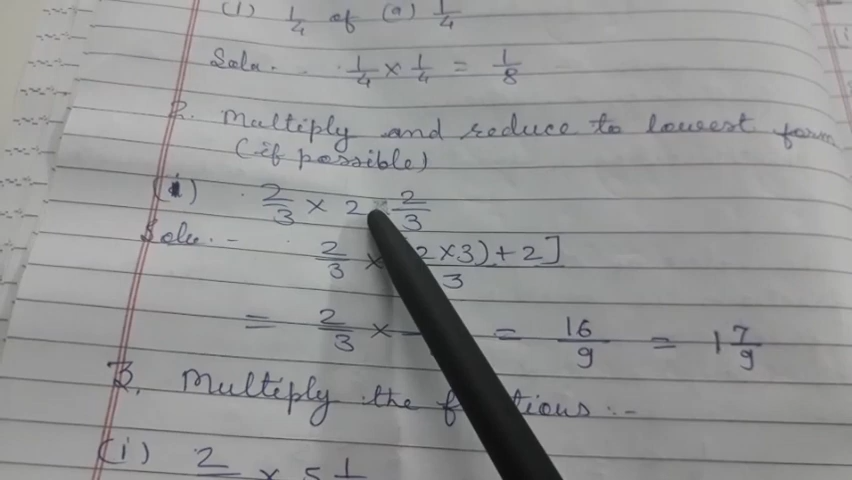 (1) 1/4 of (a) 1/4
Soln. 1/4 × 1/4 = 1/8
2. Multiply and reduce to lowest form
(if possible)
(i) 2/3 × 2 2/3
Solu. - 2/3 × 2×3)+2]/3
= 2/3 × = 16/9 = 1 7/9
3. Multiply the :-
(i) 2 × 5 1